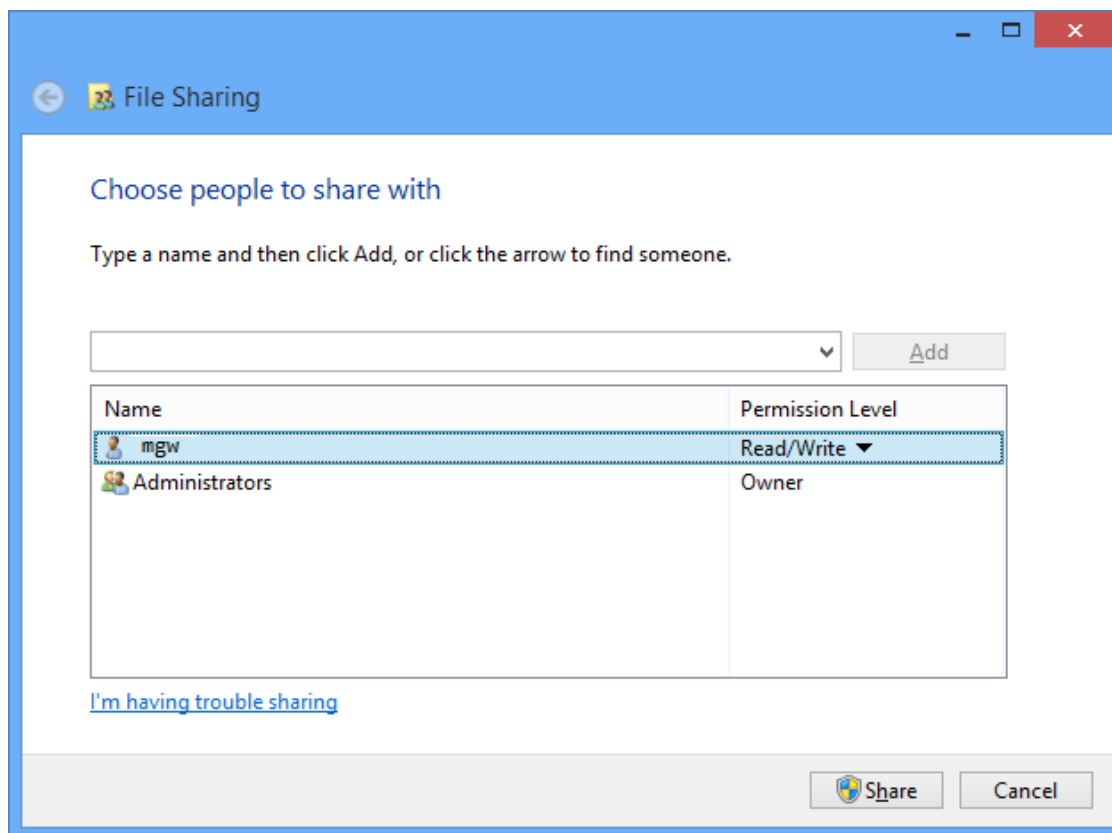 File Sharing
Choose people to share with
Type a name and then click Add, or click the arrow to find someone.
Add
Name Permission Level
mgw Read/Write
Administrators Owner
I'm having trouble sharing
Share Cancel